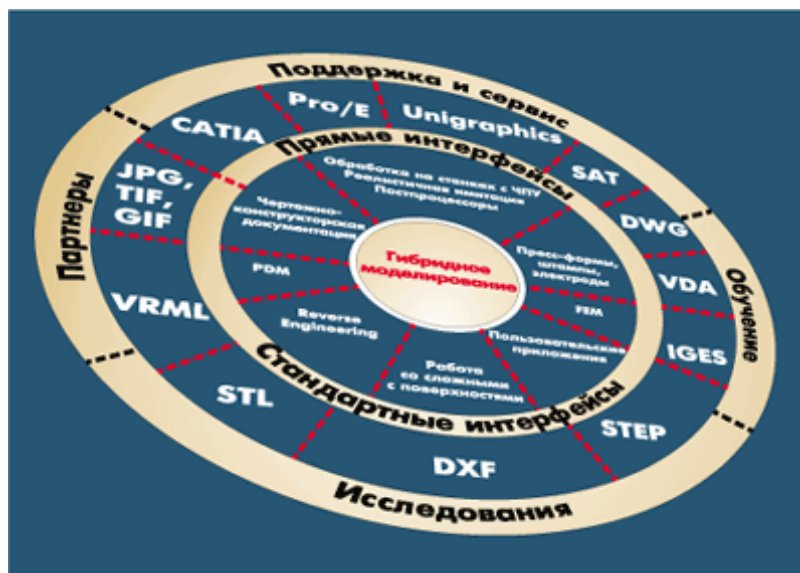 Поддержка и сервис
Pro/E
Unigraphics
CATIA
SAT
Прямые интерфейсы
Обработка на станках с ЧПУ
Реалистичная имитация
Постпроцессоры
JPG,
TIF,
GIF
DWG
Партнеры
Чертежно-
конструкторская
документация
Гибридное
моделирование
Пресс-формы,
штампы,
электроды
VDA
Обучение
PDM
FEM
VRML
Reverse
Engineering
Пользовательские
приложения
IGES
Работа
со сложными
с поверхностями
Стандартные интерфейсы
STL
STEP
DXF
Исследования